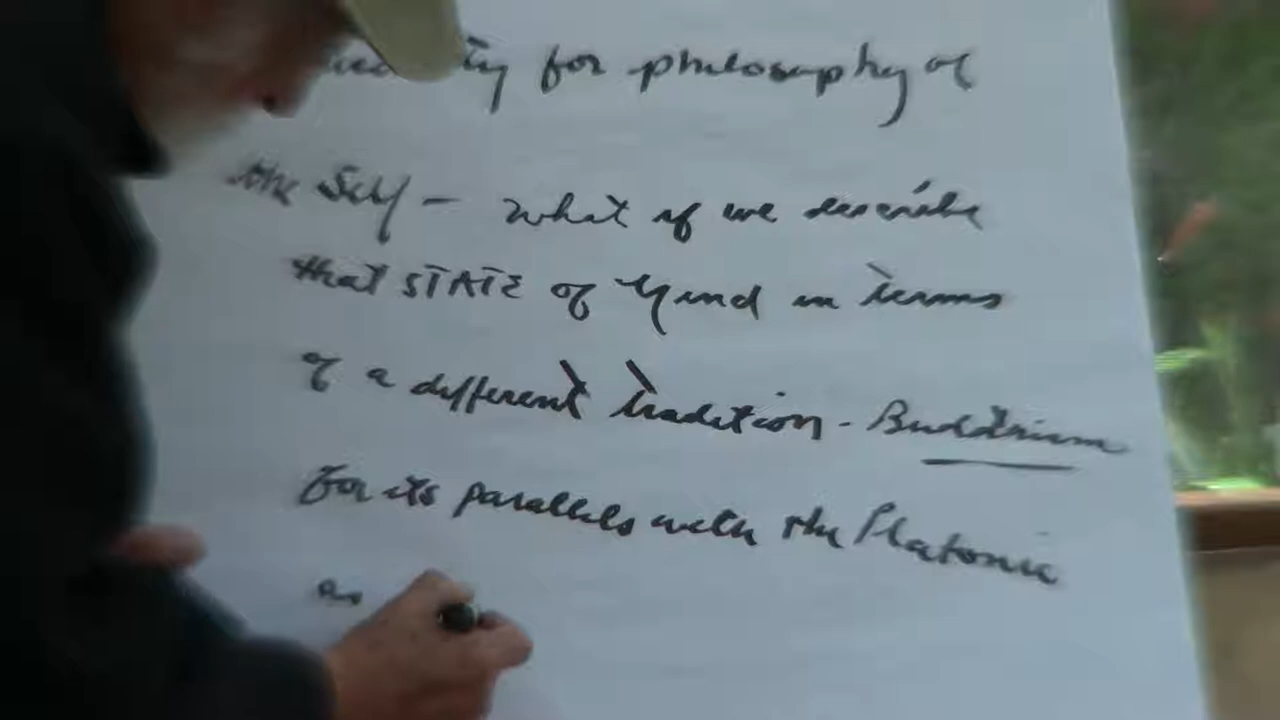 for philosophy of
the Self - what if we describe
that STATE of Mind in terms
of a different tradition - Buddhism
for its parallels with the Platonic
as